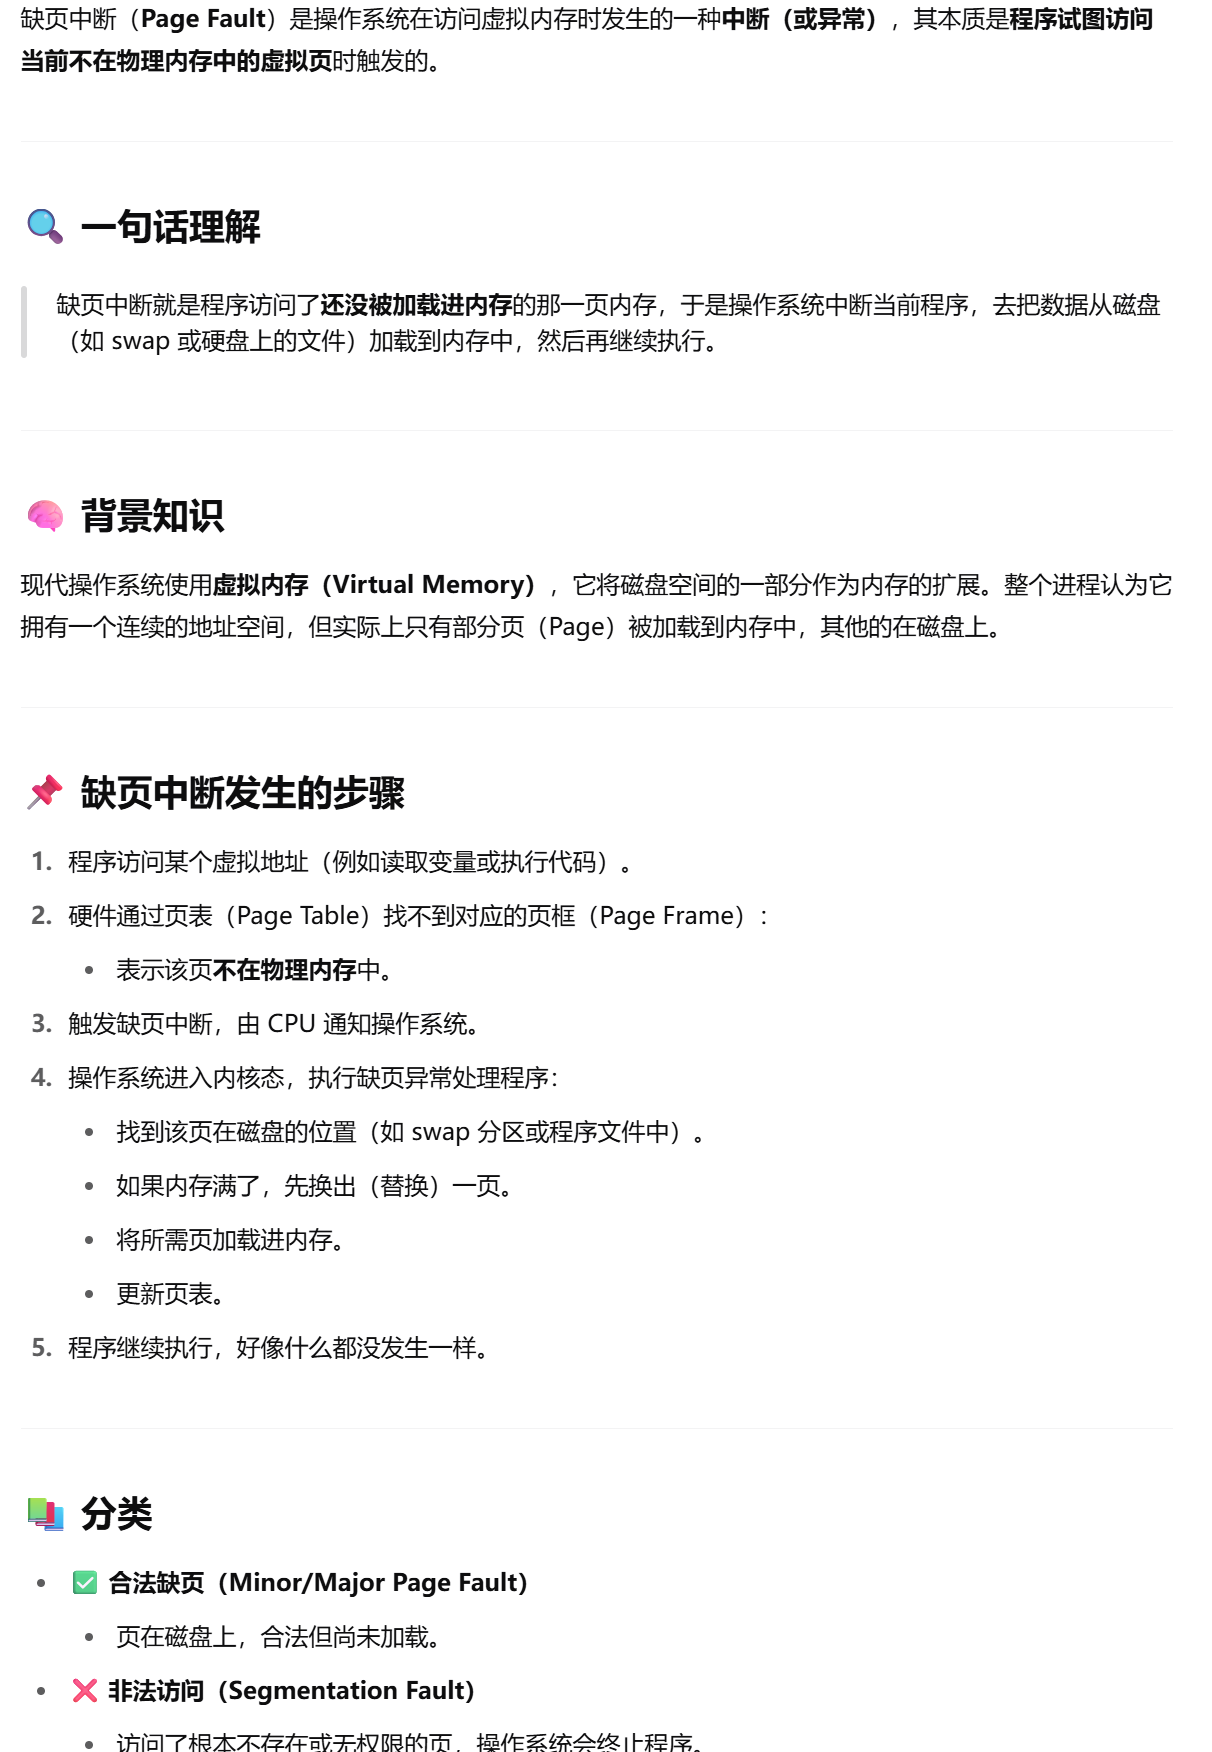 缺页中断（Page Fault）是操作系统在访问虚拟内存时发生的一种中断（或异常），其本质是程序试图访问
当前不在物理内存中的虚拟页时触发的。
🔍 一句话理解
缺页中断就是程序访问了还没被加载进内存的那一页内存，于是操作系统中断当前程序，去把数据从磁盘
（如 swap 或硬盘上的文件）加载到内存中，然后再继续执行。
🧠 背景知识
现代操作系统使用虚拟内存（Virtual Memory），它将磁盘空间的一部分作为内存的扩展。整个进程认为它
拥有一个连续的地址空间，但实际上只有部分页（Page）被加载到内存中，其他的在磁盘上。
📌 缺页中断发生的步骤
1. 程序访问某个虚拟地址（例如读取变量或执行代码）。
2. 硬件通过页表（Page Table）找不到对应的页框（Page Frame）：
• 表示该页不在物理内存中。
3. 触发缺页中断，由 CPU 通知操作系统。
4. 操作系统进入内核态，执行缺页异常处理程序：
• 找到该页在磁盘的位置（如 swap 分区或程序文件中）。
• 如果内存满了，先换出（替换）一页。
• 将所需页加载进内存。
• 更新页表。
5. 程序继续执行，好像什么都没发生一样。
📚 分类
• ✅ 合法缺页（Minor/Major Page Fault）
• 页在磁盘上，合法但尚未加载。
• ❌ 非法访问（Segmentation Fault）
• 访问了根本不存在或无权限的页，操作系统会终止程序。